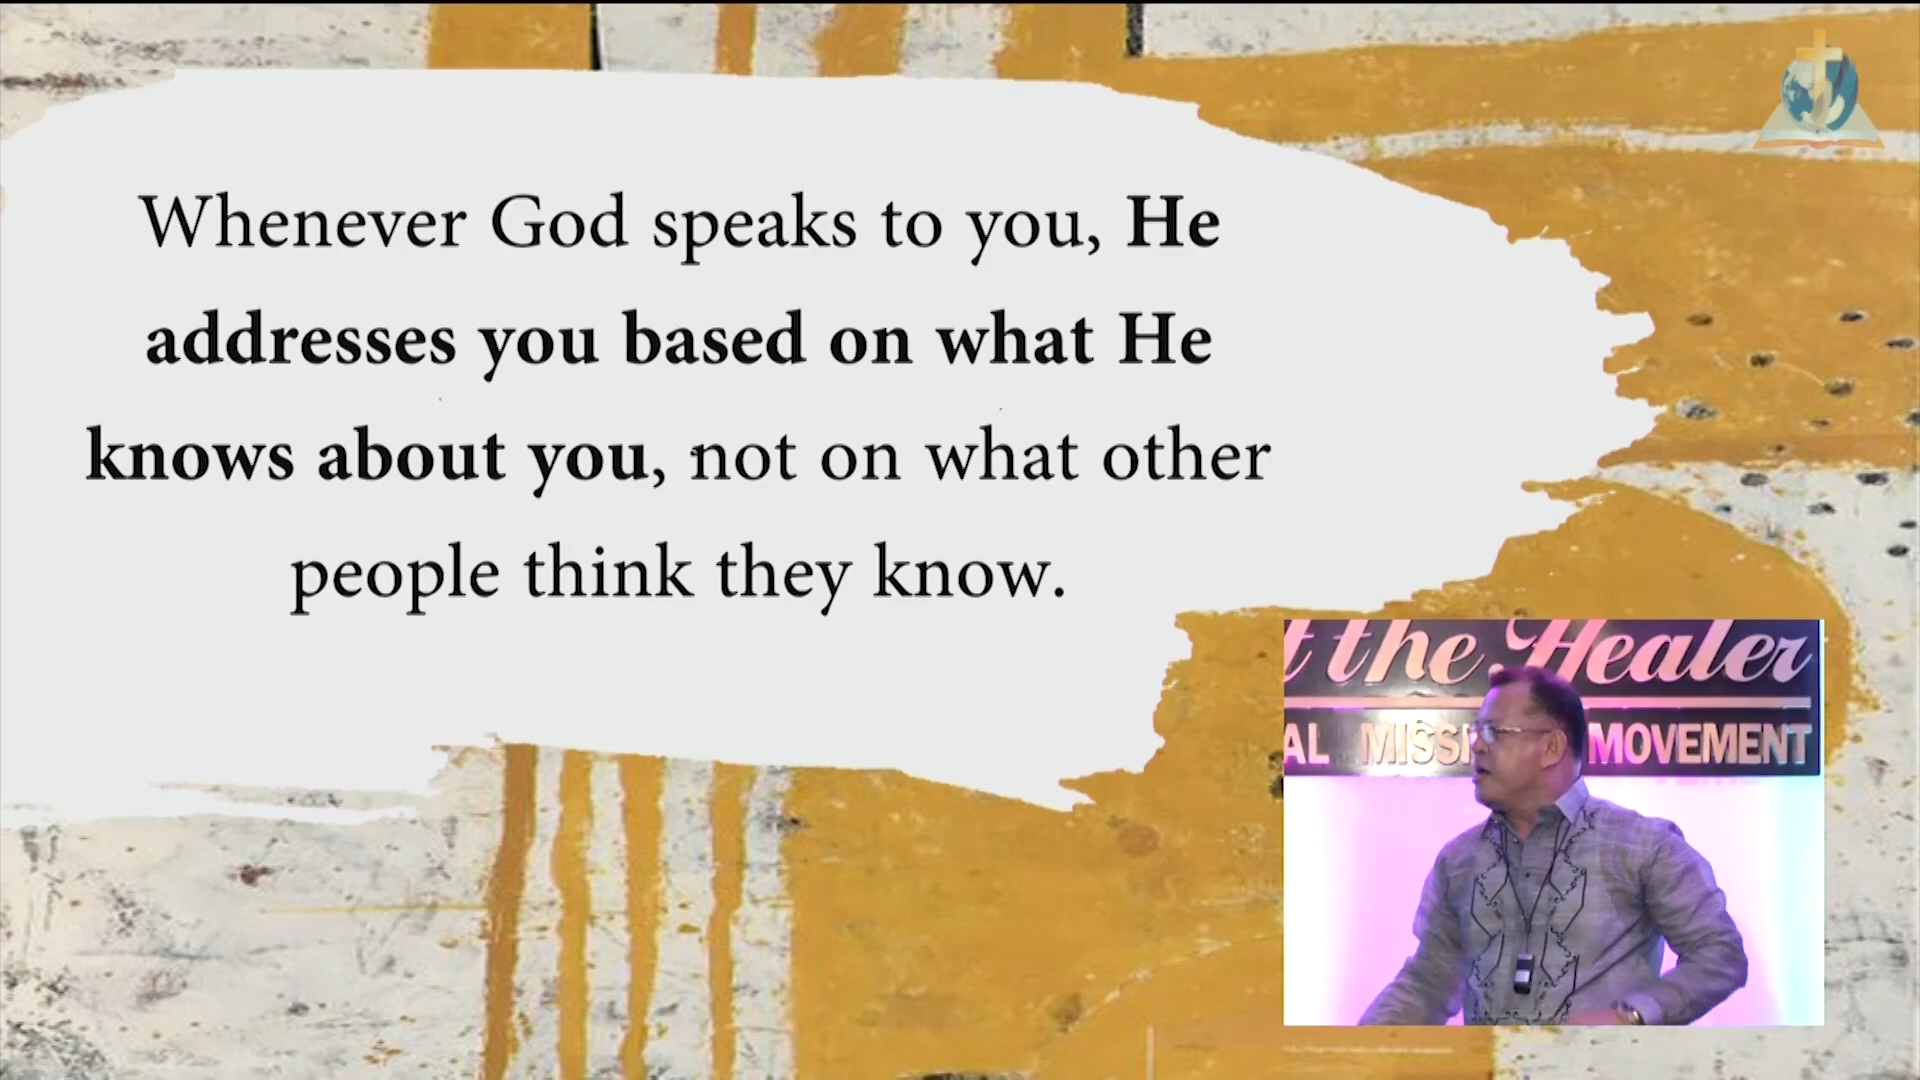 Whenever God speaks to you, He
addresses you based on what He
knows about you, not on what other
people think they know.
the Healer
MOVEMENT